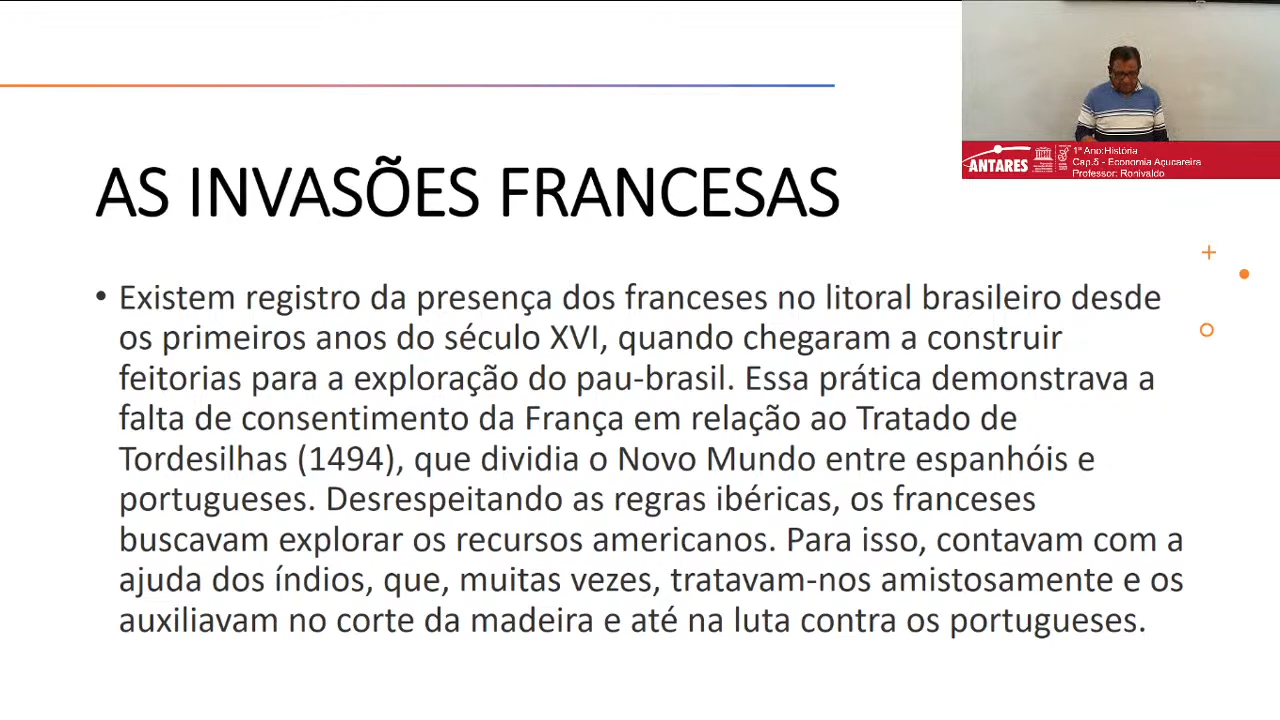 ANTARES
1º Ano:História
Cap.5 - Economia Açucareira
Professor: Ronivaldo
AS INVASÕES FRANCESAS
• Existem registro da presença dos franceses no litoral brasileiro desde
os primeiros anos do século XVI, quando chegaram a construir
feitorias para a exploração do pau-brasil. Essa prática demonstrava a
falta de consentimento da França em relação ao Tratado de
Tordesilhas (1494), que dividia o Novo Mundo entre espanhóis e
portugueses. Desrespeitando as regras ibéricas, os franceses
buscavam explorar os recursos americanos. Para isso, contavam com a
ajuda dos índios, que, muitas vezes, tratavam-nos amistosamente e os
auxiliavam no corte da madeira e até na luta contra os portugueses.